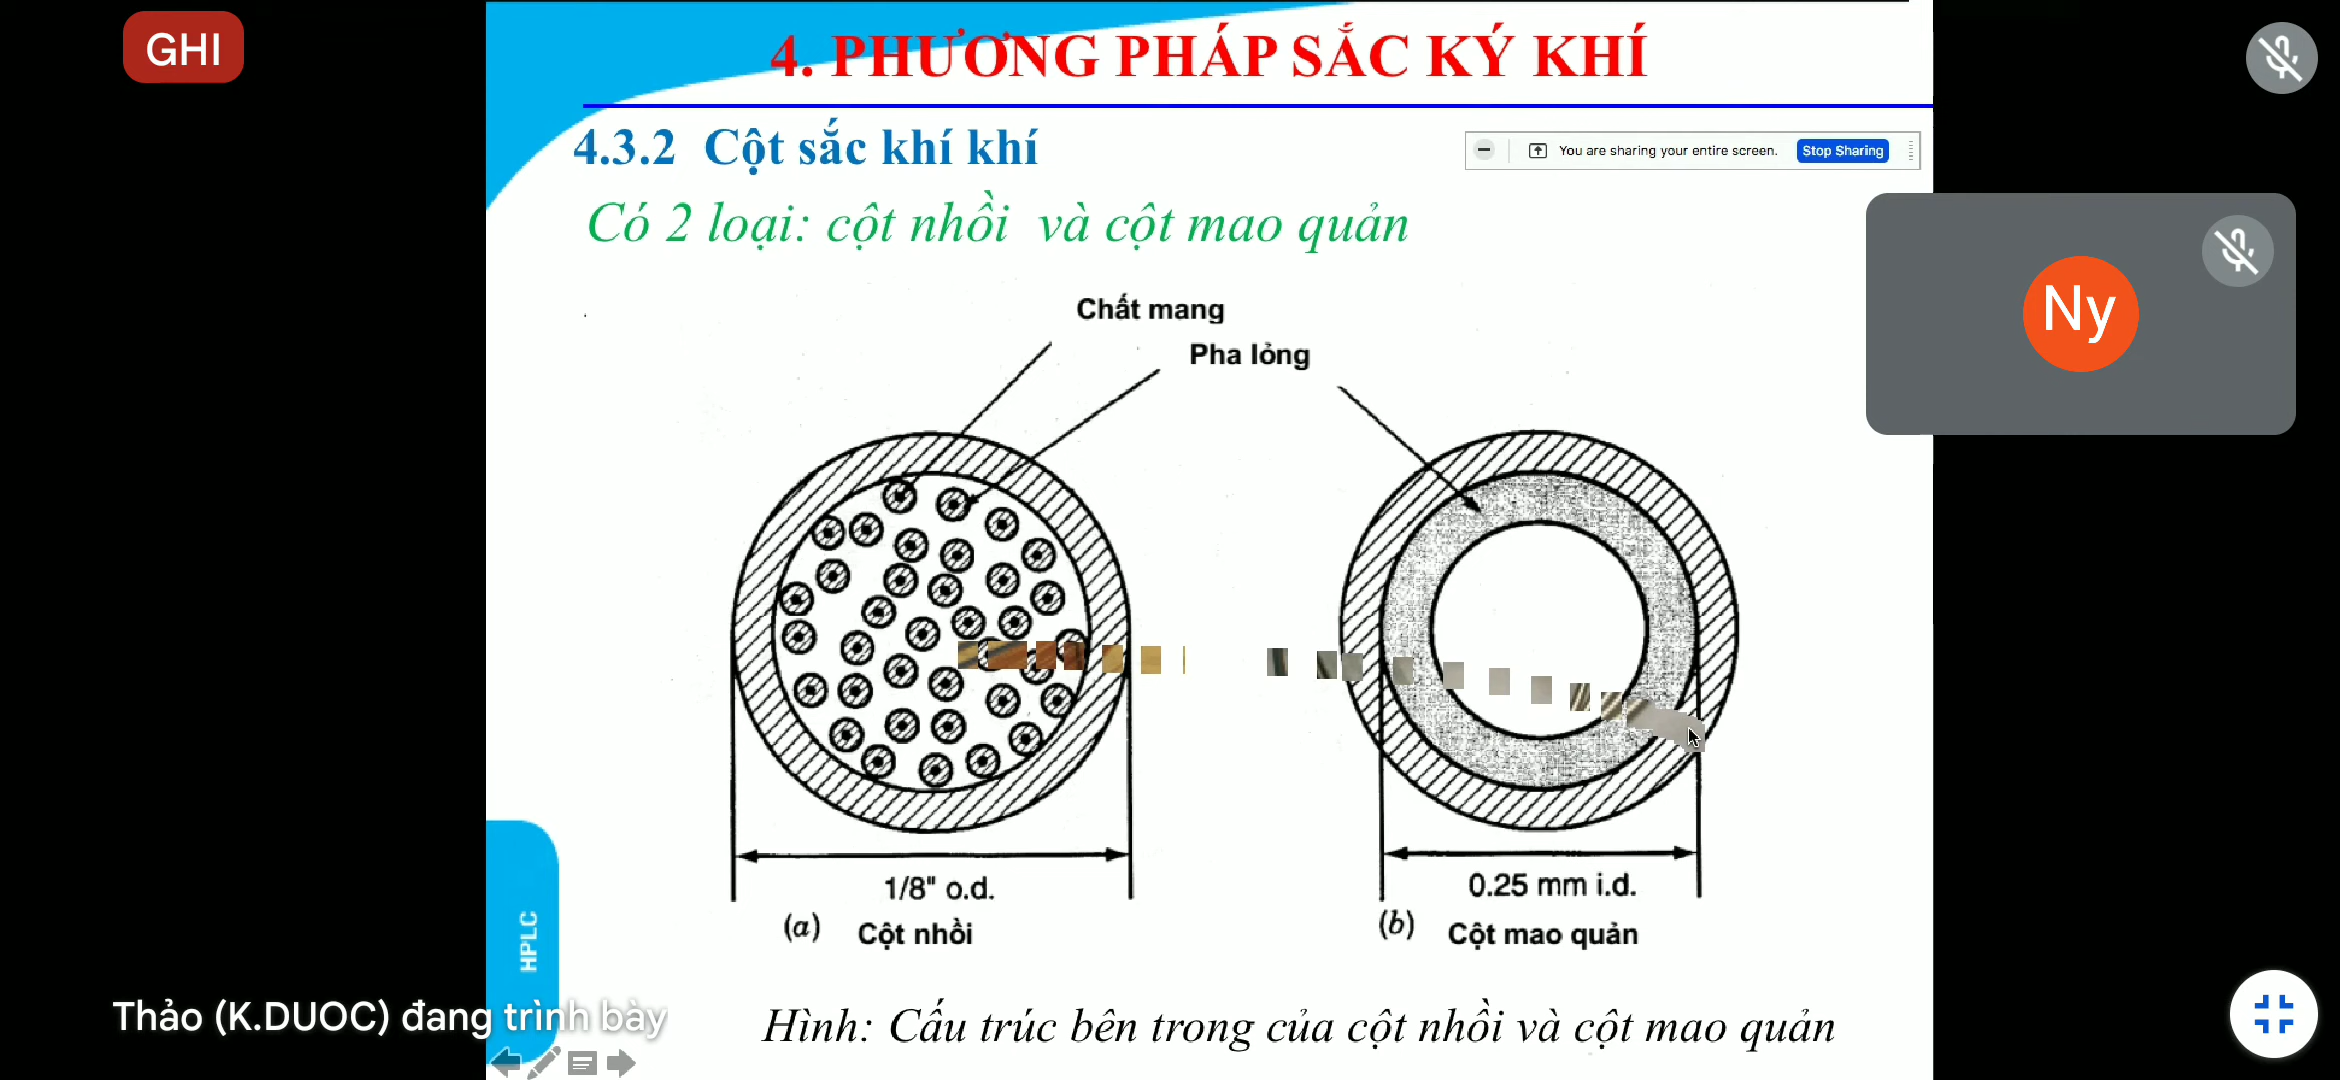 GHI
4. PHƯƠNG PHÁP SẮC KÝ KHÍ
4.3.2 Cột sắc khí khí
You are sharing your entire screen.
Stop Sharing
Có 2 loại: cột nhồi và cột mao quản
Ny
Chất mang
Pha lỏng
1/8" o.d.
0.25 mm i.d.
(a) Cột nhồi
(b) Cột mao quản
HPLC
Thảo (K.DUOC) đang trình bày
Hình: Cấu trúc bên trong của cột nhồi và cột mao quản